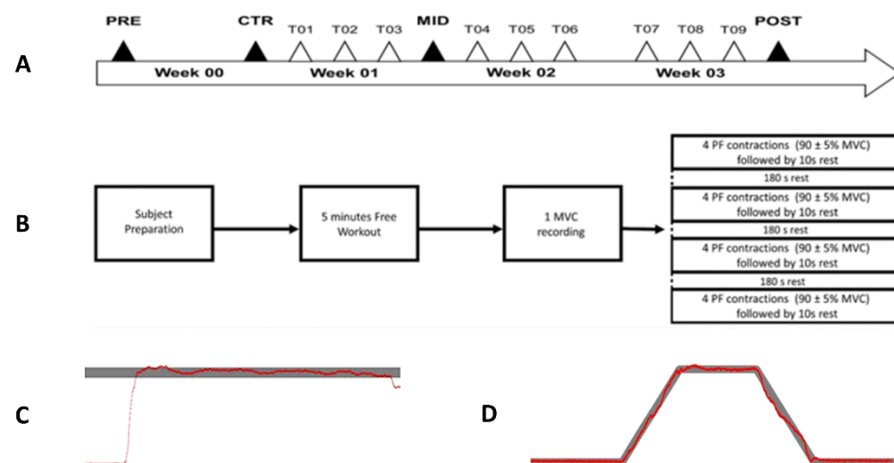 PRE CTR T01 T02 T03 MID T04 T05 T06 T07 T08 T09 POST
A
Week 00 Week 01 Week 02 Week 03
B
Subject
Preparation
5 minutes Free
Workout
1 MVC
recording
4 PF contractions (90 ± 5% MVC)
followed by 10s rest
180 s rest
4 PF contractions (90 ± 5% MVC)
followed by 10s rest
180 s rest
4 PF contractions (90 ± 5% MVC)
followed by 10s rest
180 s rest
4 PF contractions (90 ± 5% MVC)
followed by 10s rest
C
D